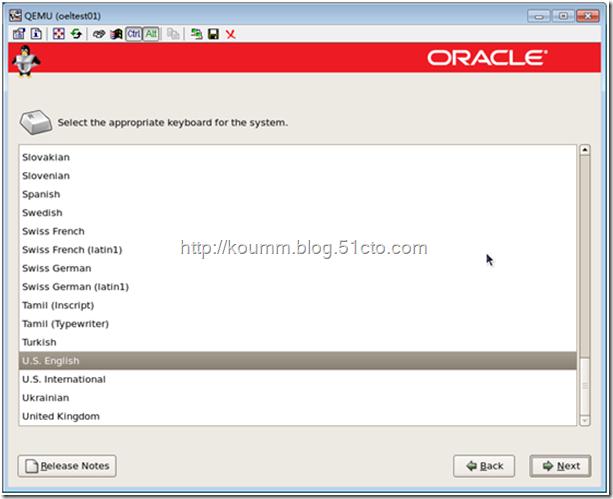 QEMU (oeltest01)
Ctrl Alt
ORACLE®
Select the appropriate keyboard for the system.
Slovakian
Slovenian
Spanish
Swedish
Swiss French
Swiss French (latin1)
http://koumm.blog.51cto.com
Swiss German
Swiss German (latin1)
Tamil (Inscript)
Tamil (Typewriter)
Turkish
U.S. English
U.S. International
Ukrainian
United Kingdom
Release Notes
Back
Next